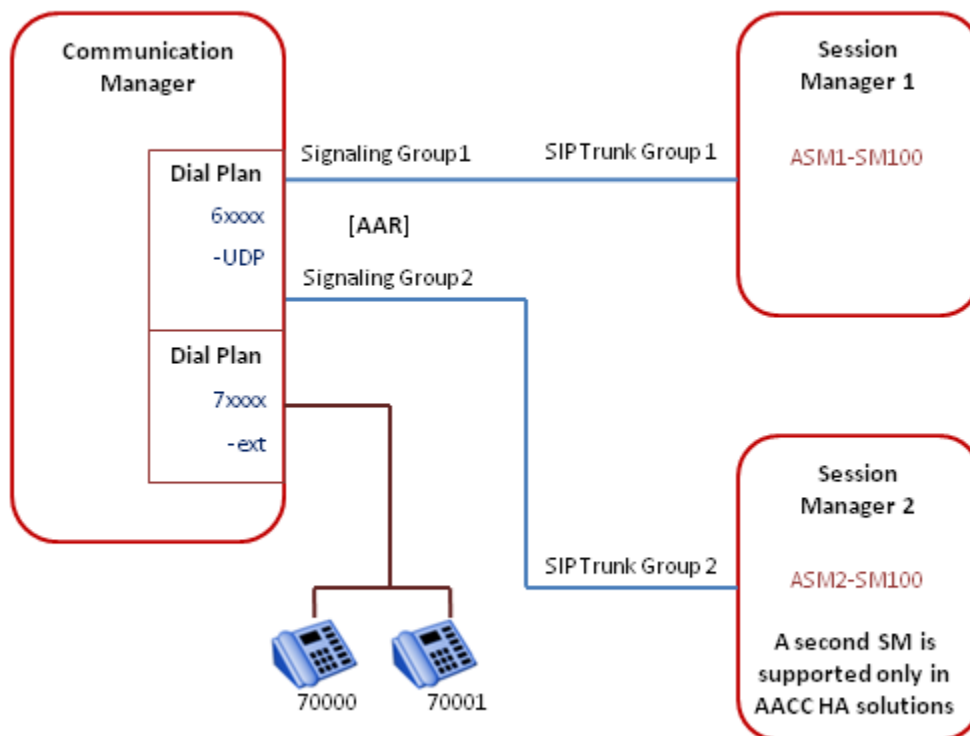 Communication
Manager
Dial Plan
6xxxx
-UDP
Dial Plan
7xxxx
-ext
Signaling Group 1
SIP Trunk Group 1
[AAR]
Signaling Group 2
SIP Trunk Group 2
70000
70001
Session
Manager 1
ASM1-SM100
Session
Manager 2
ASM2-SM100
A second SM is
supported only in
AACC HA solutions